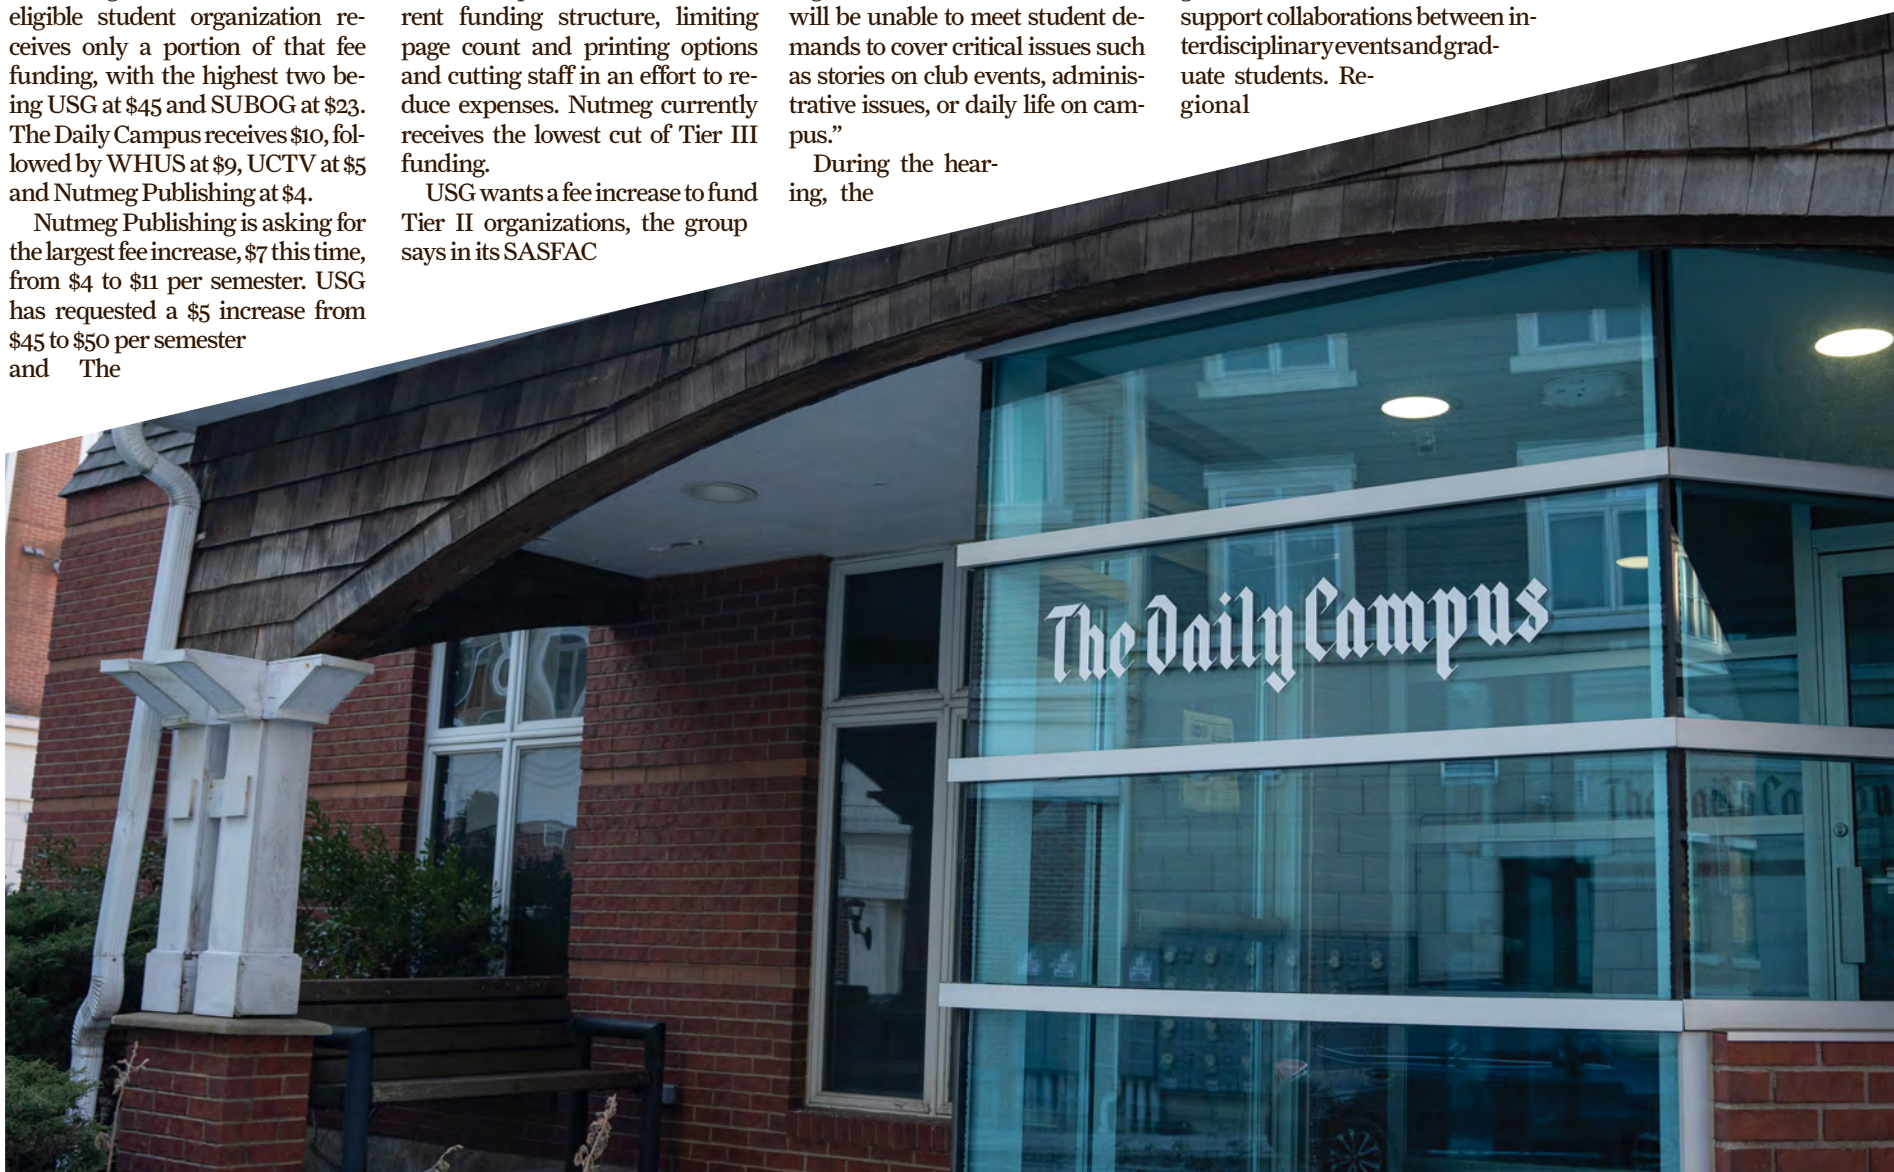 eligible student organization re-
ceives only a portion of that fee
funding, with the highest two be-
ing USG at $45 and SUBOG at $23.
The Daily Campus receives $10, fol-
lowed by WHUS at $9, UCTV at $5
and Nutmeg Publishing at $4.
Nutmeg Publishing is asking for
the largest fee increase, $7 this time,
from $4 to $11 per semester. USG
has requested a $5 increase from
$45 to $50 per semester
and The
rent funding structure, limiting
page count and printing options
and cutting staff in an effort to re-
duce expenses. Nutmeg currently
receives the lowest cut of Tier III
funding.
USG wants a fee increase to fund
Tier II organizations, the group
says in its SASFAC
will be unable to meet student de-
mands to cover critical issues such
as stories on club events, adminis-
trative issues, or daily life on cam-
pus.”
During the hear-
ing, the
support collaborations between in-
terdisciplinary events and grad-
uate students. Re-
gional
The Daily Campus